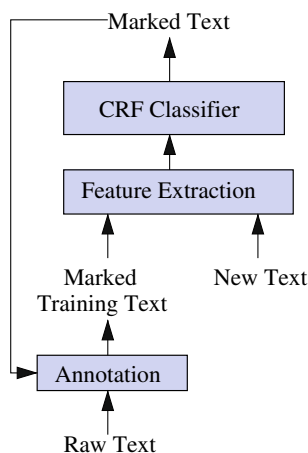 Marked Text
CRF Classifier
Feature Extraction
Marked
Training Text
New Text
Annotation
Raw Text